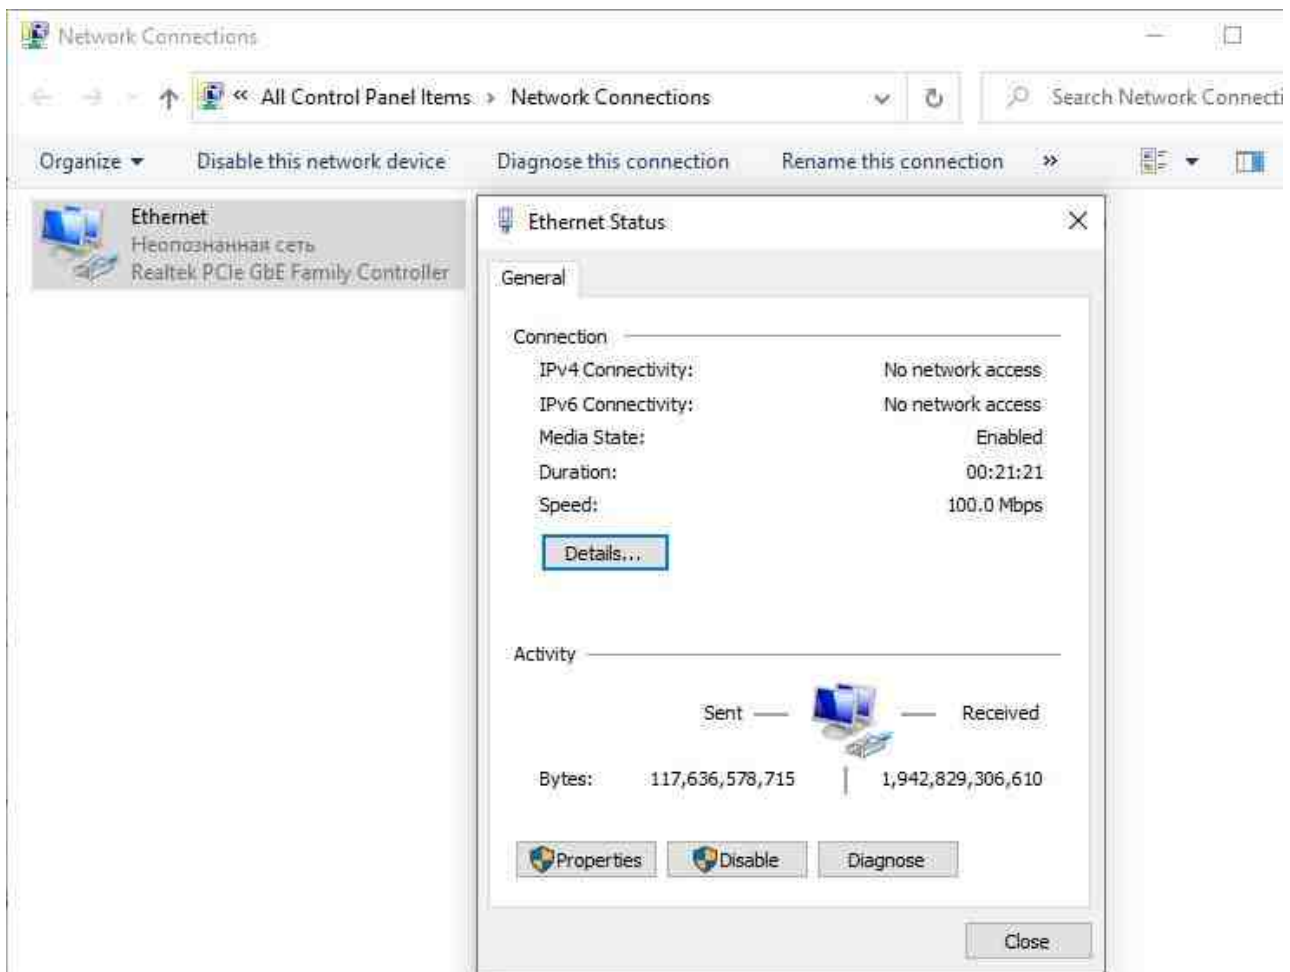 Network Connections
« All Control Panel Items › Network Connections
Search Network Connecti
Organize
Disable this network device
Diagnose this connection
Rename this connection
»
Ethernet
Неопознанная сеть
Realtek PCIe GbE Family Controller
Ethernet Status
General
Connection
IPv4 Connectivity: No network access
IPv6 Connectivity: No network access
Media State: Enabled
Duration: 00:21:21
Speed: 100.0 Mbps
Details...
Activity
Sent — — Received
Bytes: 117,636,578,715 | 1,942,829,306,610
Properties
Disable
Diagnose
Close